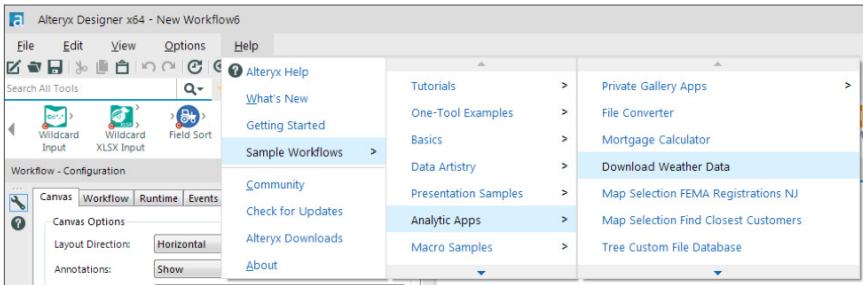 a Alteryx Designer x64 - New Workflow6
File Edit View Options Help
Search All Tools
Wildcard Input
Wildcard XLSX Input
Field Sort
Workflow - Configuration
Canvas Workflow Runtime Events
Canvas Options
Layout Direction: Horizontal
Annotations: Show
Alteryx Help
What's New
Getting Started
Sample Workflows >
Community
Check for Updates
Alteryx Downloads
About
Tutorials >
One-Tool Examples >
Basics >
Data Artistry >
Presentation Samples >
Analytic Apps >
Macro Samples >
Private Gallery Apps >
File Converter
Mortgage Calculator
Download Weather Data
Map Selection FEMA Registrations NJ
Map Selection Find Closest Customers
Tree Custom File Database